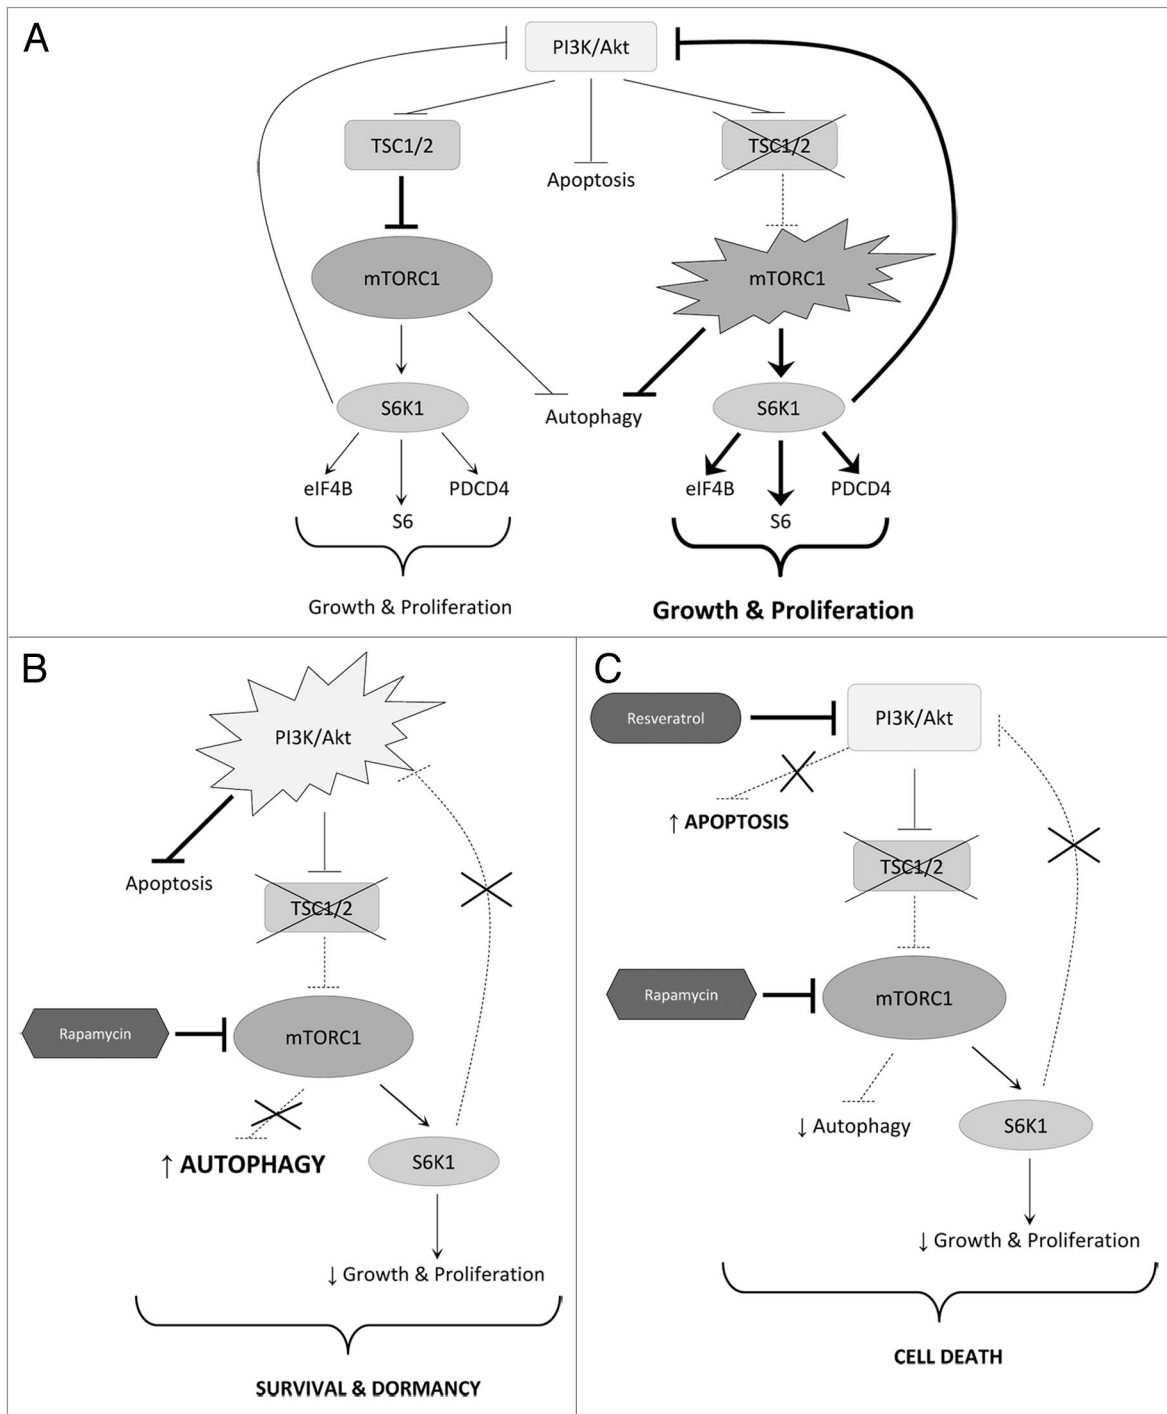 A
PI3K/Akt
TSC1/2
TSC1/2
Apoptosis
mTORC1
mTORC1
S6K1
S6K1
Autophagy
eIF4B
PDCD4
eIF4B
PDCD4
S6
S6
Growth & Proliferation
Growth & Proliferation
B
PI3K/Akt
Apoptosis
TSC1/2
Rapamycin
mTORC1
↑ AUTOPHAGY
S6K1
↓ Growth & Proliferation
SURVIVAL & DORMANCY
C
Resveratrol
PI3K/Akt
↑ APOPTOSIS
TSC1/2
Rapamycin
mTORC1
↓ Autophagy
S6K1
↓ Growth & Proliferation
CELL DEATH